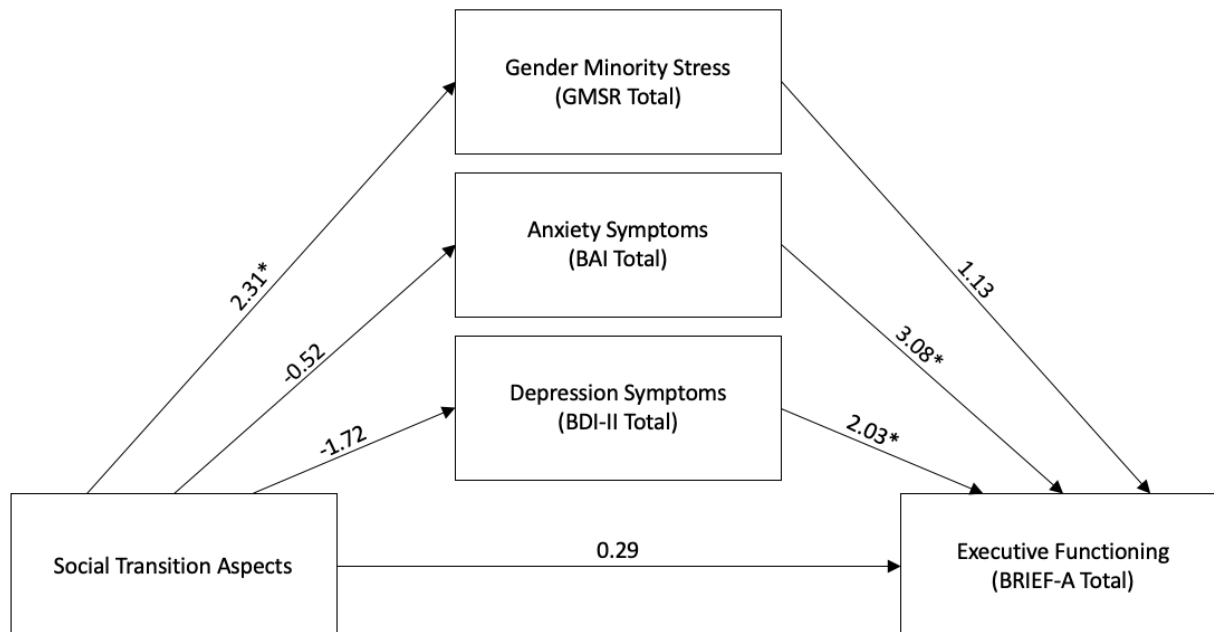 Gender Minority Stress
(GMSR Total)
Anxiety Symptoms
(BAI Total)
Depression Symptoms
(BDI-II Total)
2.31*
-0.52
-1.72
1.13
3.08*
2.03*
Social Transition Aspects
0.29
Executive Functioning
(BRIEF-A Total)